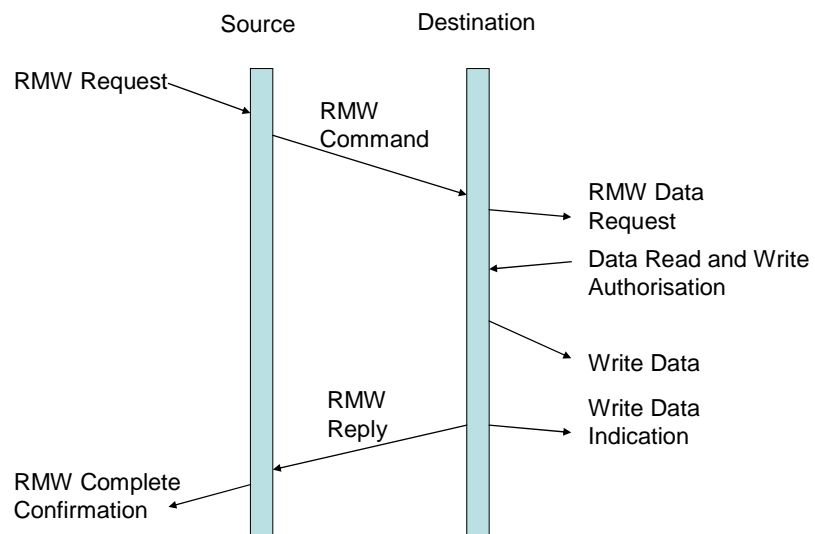 Source
Destination
RMW Request
RMW
Command
RMW Data
Request
Data Read and Write
Authorisation
Write Data
RMW
Reply
Write Data
Indication
RMW Complete
Confirmation